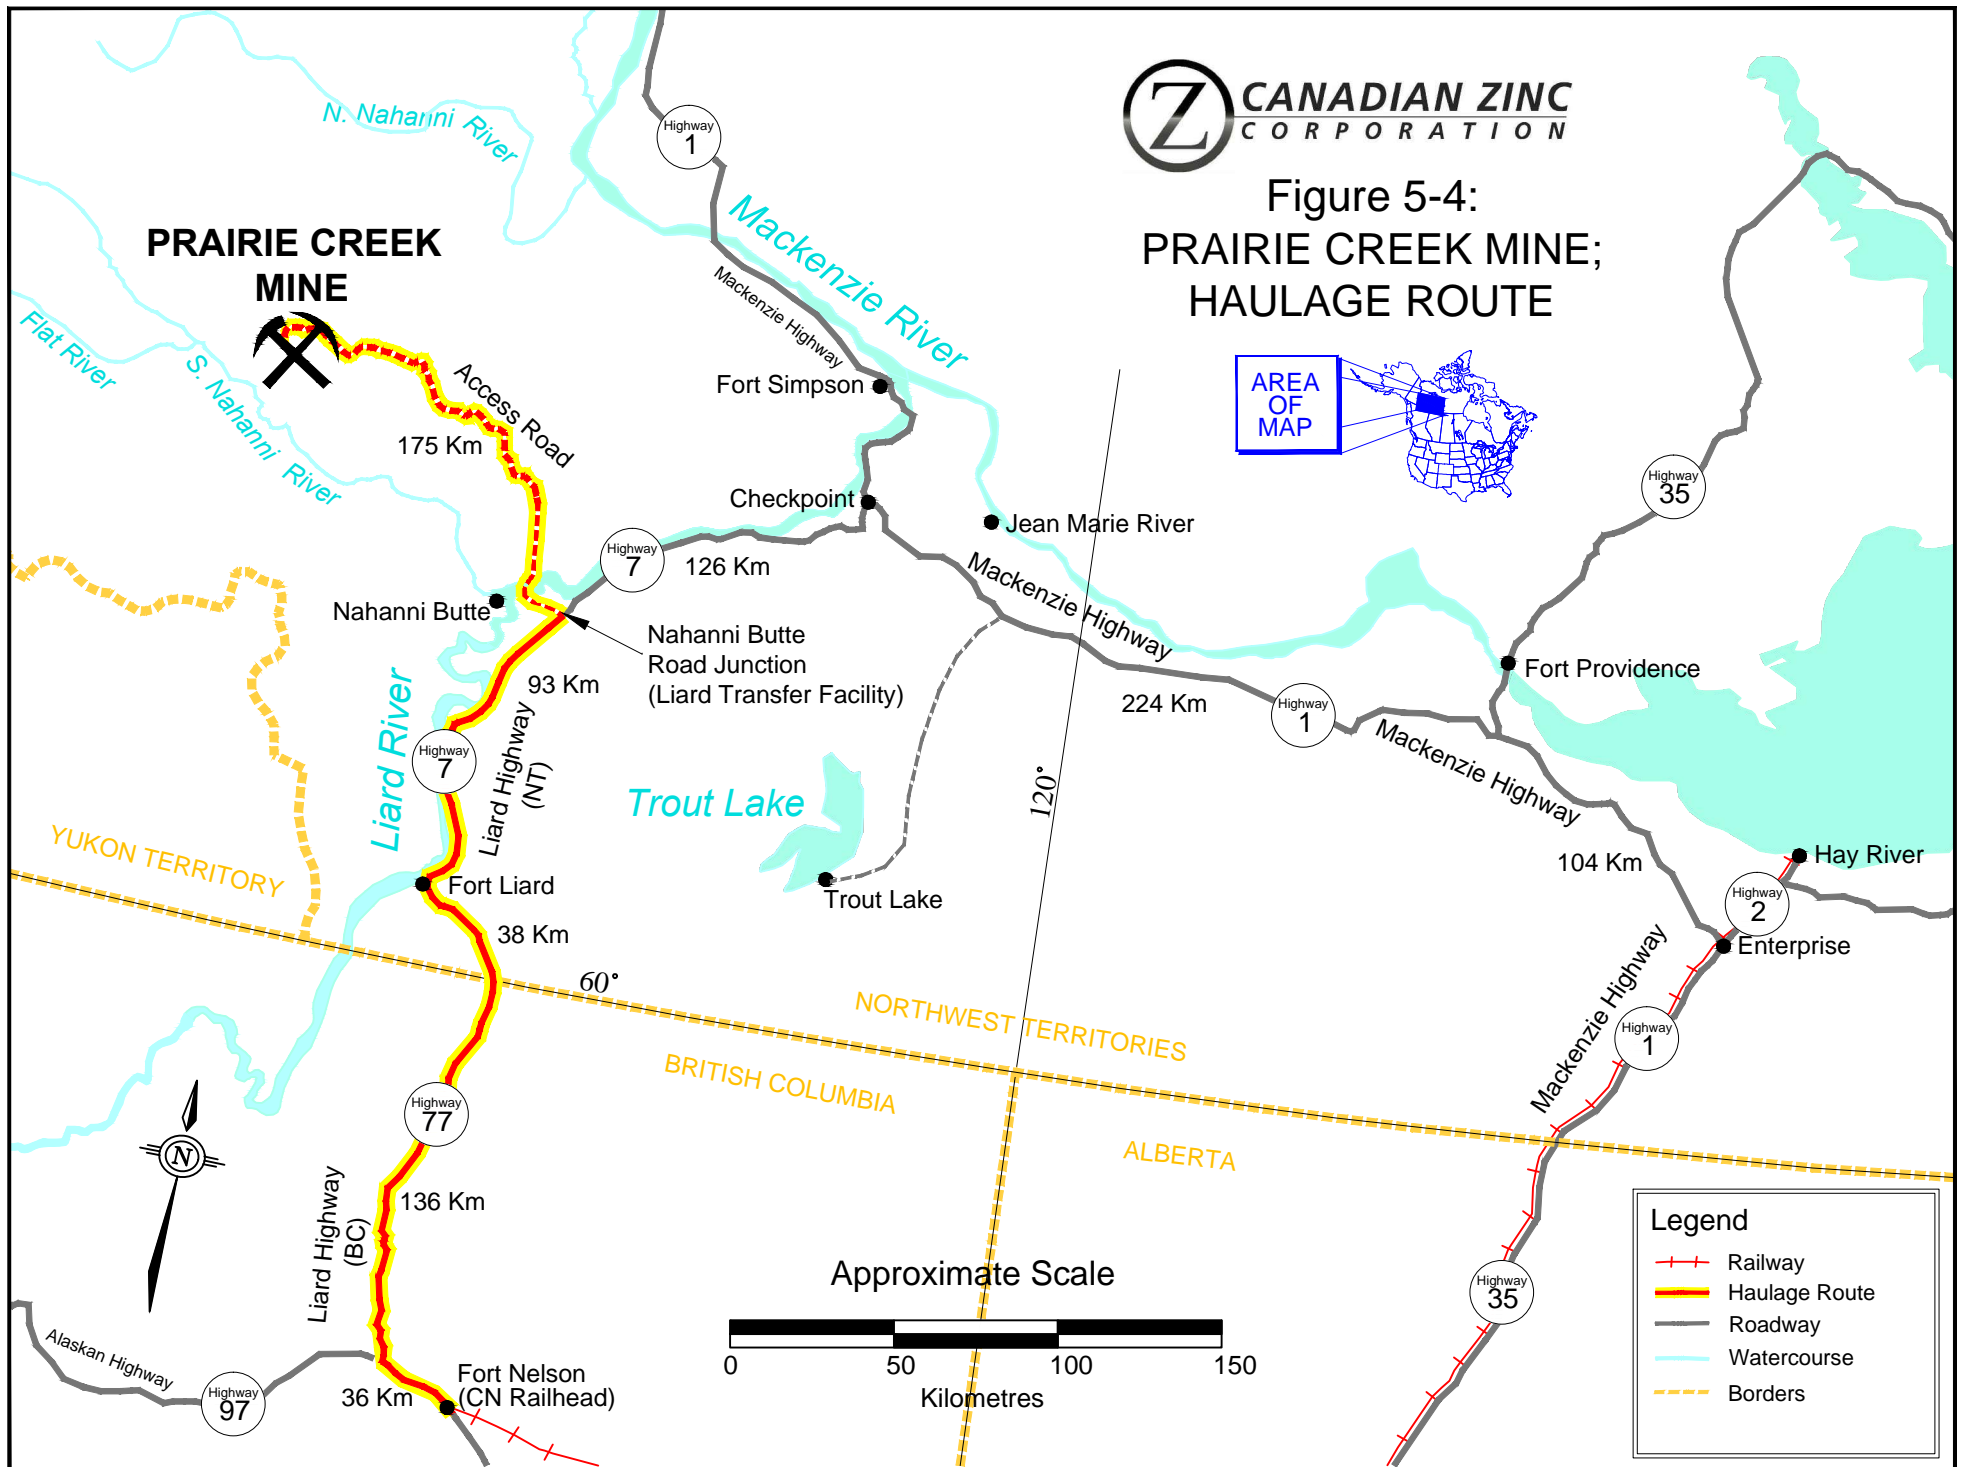 Z CANADIAN ZINC
CORPORATION
Figure 5-4:
PRAIRIE CREEK MINE;
HAULAGE ROUTE
AREA
OF
MAP
N. Nahanni River
Highway
1
Mackenzie River
PRAIRIE CREEK
MINE
Mackenzie Highway
Flat River
S. Nahanni River
Access Road
175 Km
Fort Simpson
Checkpoint
Jean Marie River
Highway
35
Highway
7
126 Km
Mackenzie Highway
Nahanni Butte
Nahanni Butte
Road Junction
(Liard Transfer Facility)
93 Km
Fort Providence
224 Km
Highway
1
Mackenzie Highway
Liard River
Highway
7
Liard Highway
(NT)
Trout Lake
120°
YUKON TERRITORY
Fort Liard
Trout Lake
104 Km
Hay River
Highway
2
Enterprise
38 Km
60°
NORTHWEST TERRITORIES
BRITISH COLUMBIA
Mackenzie Highway
Highway
1
Highway
77
N
ALBERTA
136 Km
Liard Highway
(BC)
Highway
35
Alaskan Highway
Highway
97
36 Km
Fort Nelson
(CN Railhead)
Approximate Scale
0 50 100 150
Kilometres
Legend
Railway
Haulage Route
Roadway
Watercourse
Borders